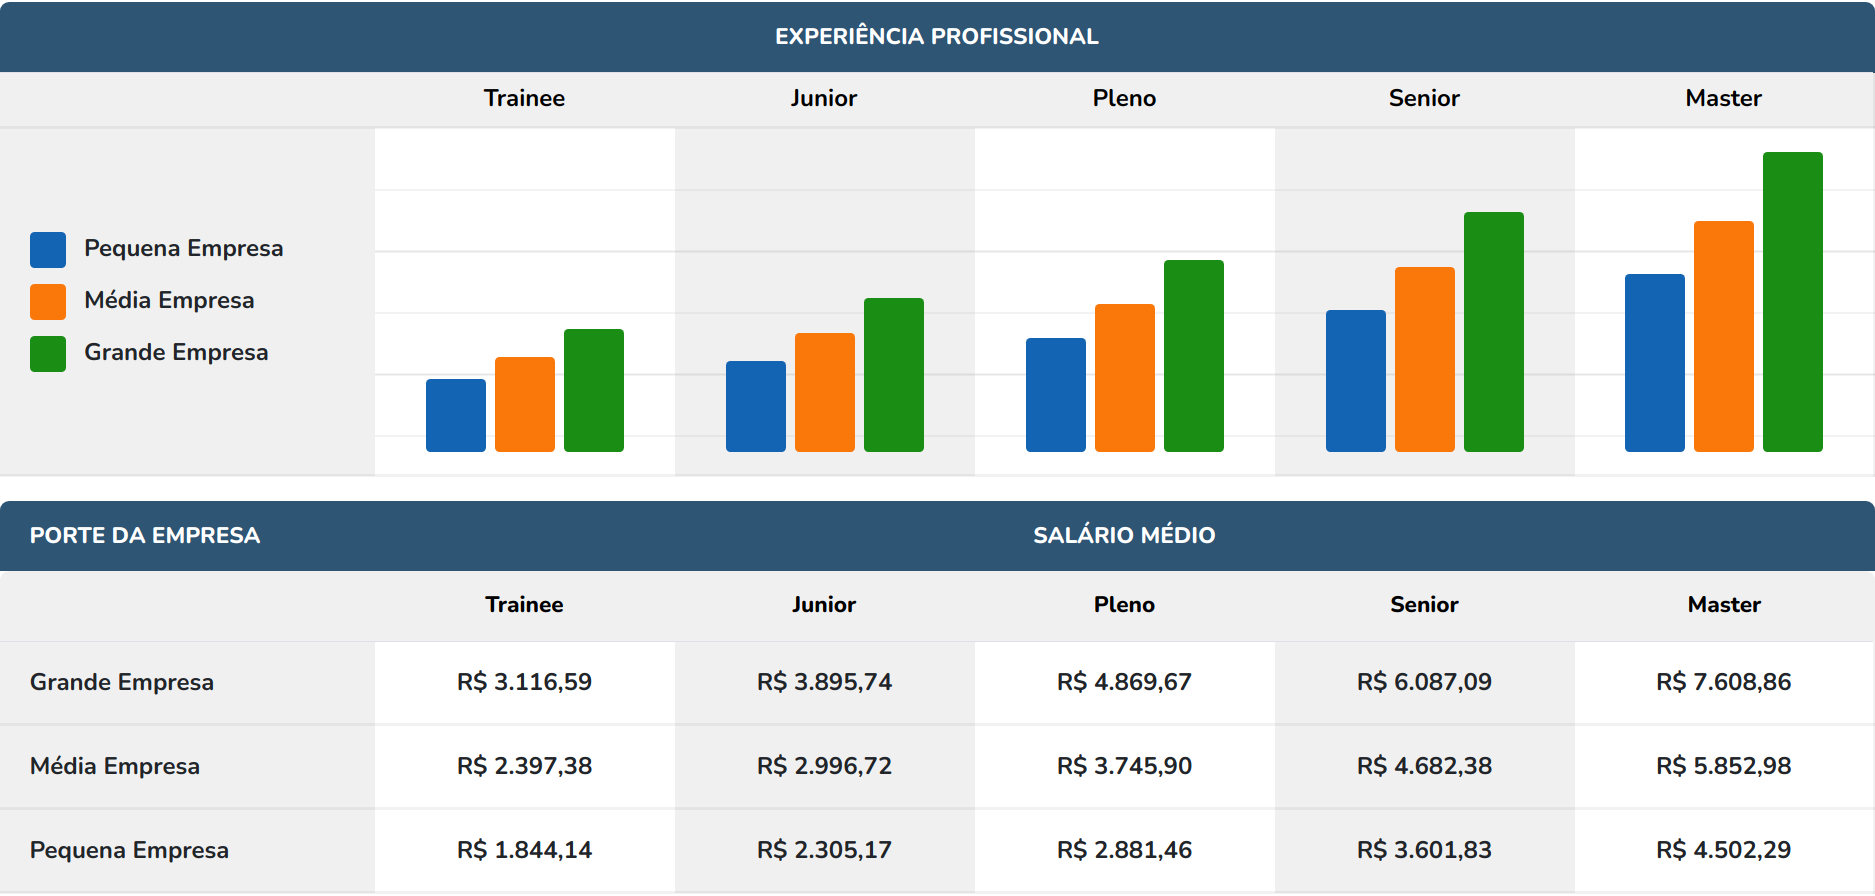 EXPERIÊNCIA PROFISSIONAL
Trainee Junior Pleno Senior Master
Pequena Empresa
Média Empresa
Grande Empresa
PORTE DA EMPRESA SALÁRIO MÉDIO
Trainee Junior Pleno Senior Master
Grande Empresa R$ 3.116,59 R$ 3.895,74 R$ 4.869,67 R$ 6.087,09 R$ 7.608,86
Média Empresa R$ 2.397,38 R$ 2.996,72 R$ 3.745,90 R$ 4.682,38 R$ 5.852,98
Pequena Empresa R$ 1.844,14 R$ 2.305,17 R$ 2.881,46 R$ 3.601,83 R$ 4.502,29